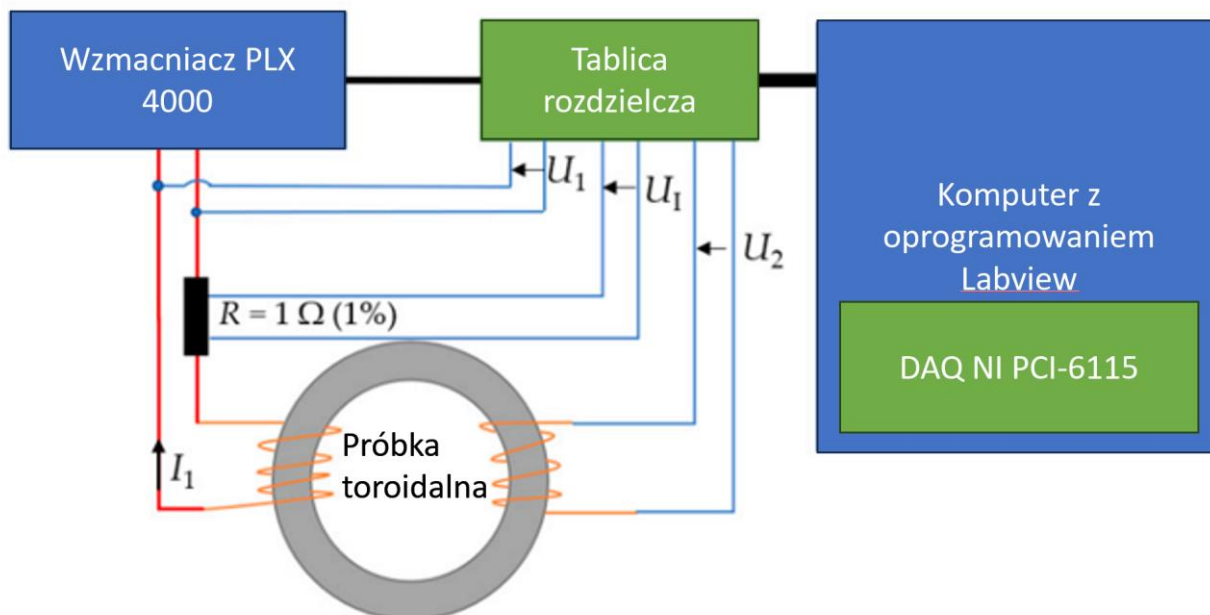 Wzmacniacz PLX
4000
Tablica
rozdzielcza
Komputer z
oprogramowaniem
Labview
DAQ NI PCI-6115
U1
UI
U2
R = 1 Ω (1%)
I1
Próbka
toroidalna